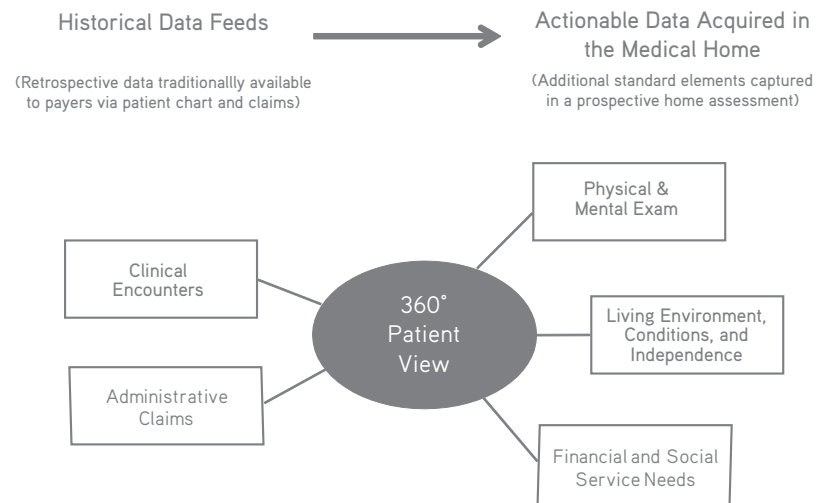 Historical Data Feeds
(Retrospective data traditionallly available
to payers via patient chart and claims)
Actionable Data Acquired in
the Medical Home
(Additional standard elements captured
in a prospective home assessment)
Clinical
Encounters
Administrative
Claims
360°
Patient
View
Physical &
Mental Exam
Living Environment,
Conditions, and
Independence
Financial and Social
Service Needs